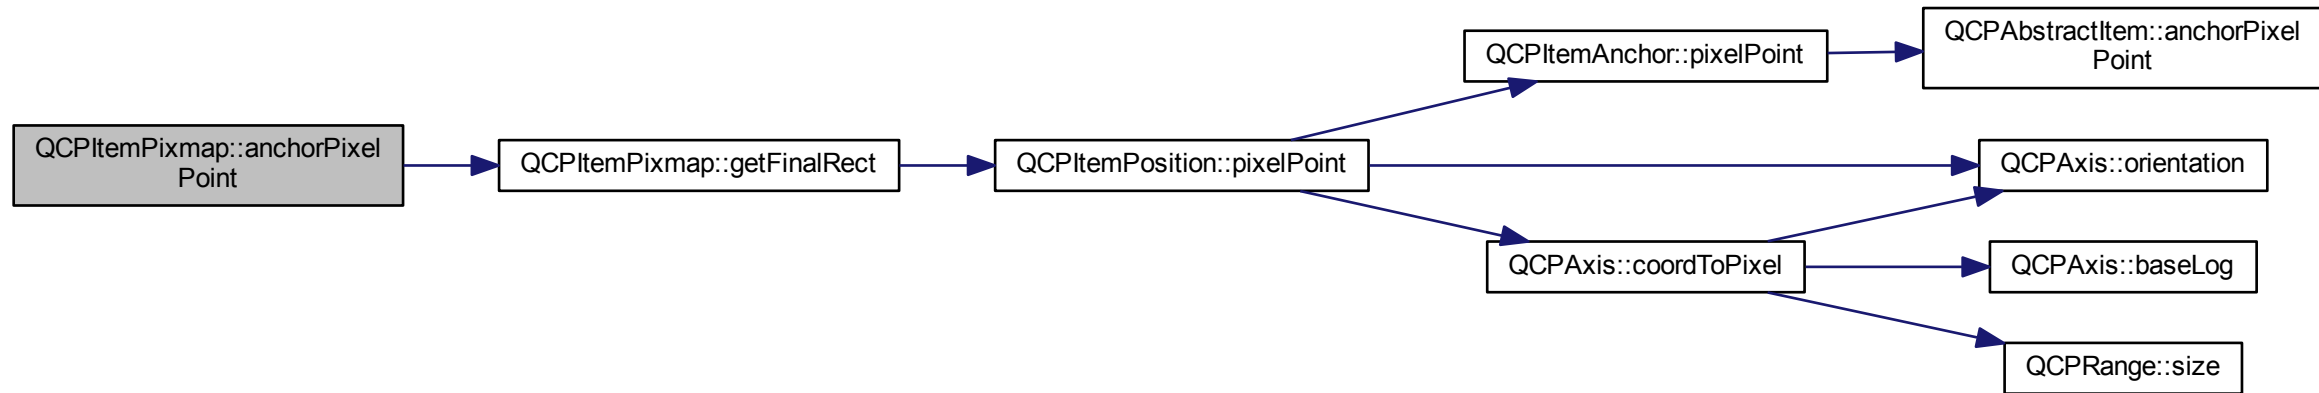 QCPItemPixmap::anchorPixel
Point
QCPItemPixmap::getFinalRect
QCPItemPosition::pixelPoint
QCPItemAnchor::pixelPoint
QCPAbstractItem::anchorPixel
Point
QCPAxis::orientation
QCPAxis::coordToPixel
QCPAxis::baseLog
QCPRange::size